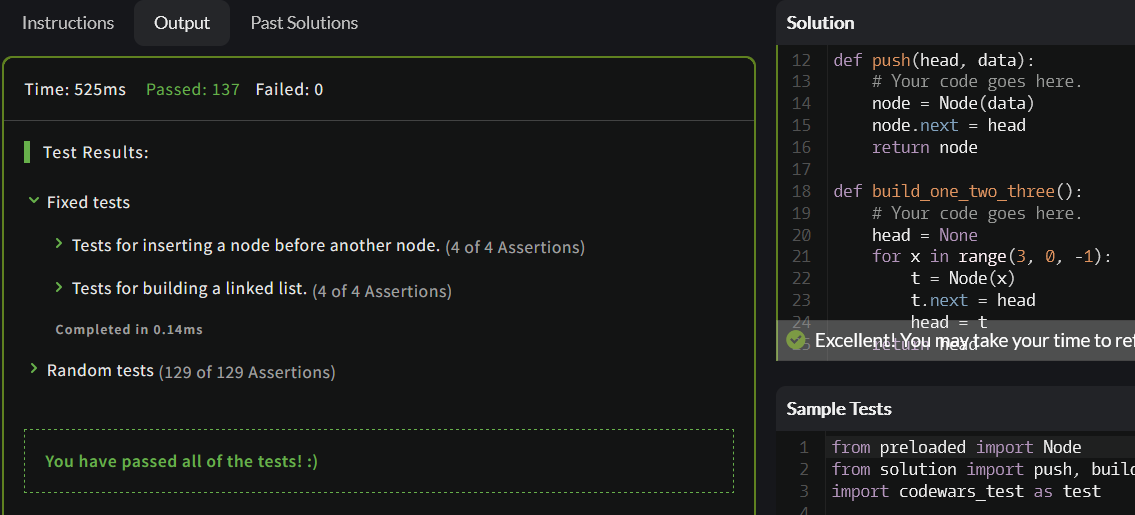 Instructions
Output
Past Solutions
Time: 525ms Passed: 137 Failed: 0
Test Results:
Fixed tests
Tests for inserting a node before another node. (4 of 4 Assertions)
Tests for building a linked list. (4 of 4 Assertions)
Completed in 0.14ms
Random tests (129 of 129 Assertions)
You have passed all of the tests! :)
Solution
12 def push(head, data):
13     # Your code goes here.
14     node = Node(data)
15     node.next = head
16     return node
17
18 def build_one_two_three():
19     # Your code goes here.
20     head = None
21     for x in range(3, 0, -1):
22         t = Node(x)
23         t.next = head
24         head = t
25     return head
Excellent! You may take your time to
Sample Tests
1 from preloaded import Node
2 from solution import push,
3 import codewars_test as test
4